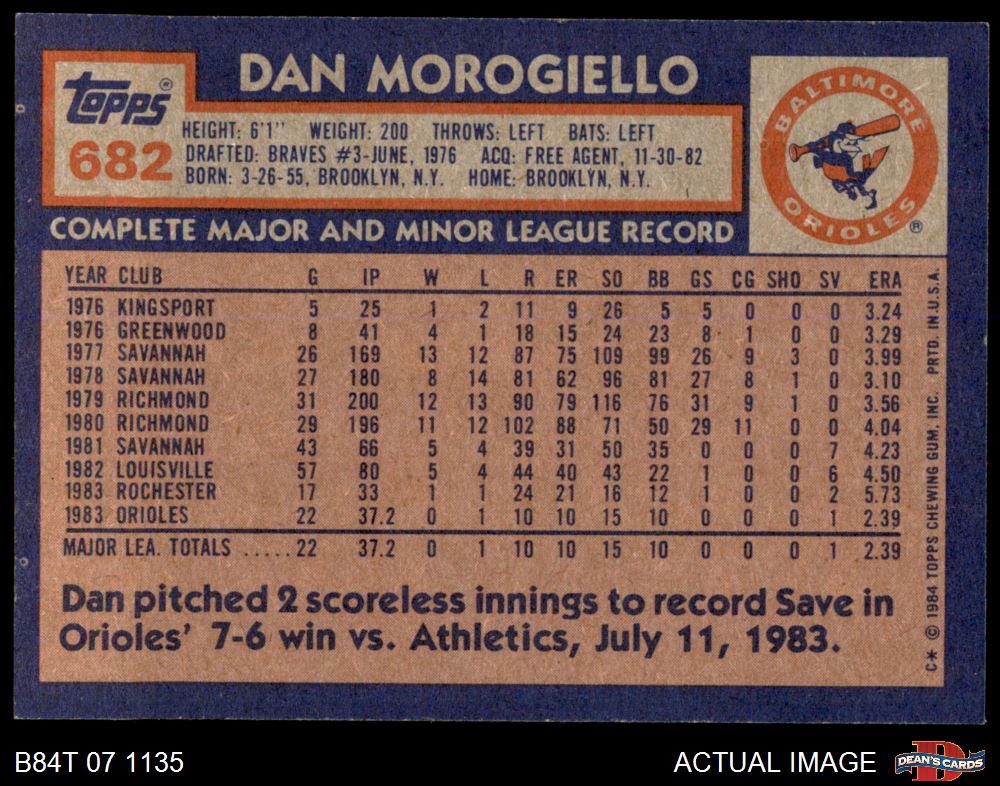 DAN MOROGIELLO
Topps®
682
HEIGHT: 6'1" WEIGHT: 200 THROWS: LEFT BATS: LEFT
DRAFTED: BRAVES #3-JUNE, 1976 ACQ: FREE AGENT, 11-30-82
BORN: 3-26-55, BROOKLYN, N.Y. HOME: BROOKLYN, N.Y.
BALTIMORE
ORIOLES®
COMPLETE MAJOR AND MINOR LEAGUE RECORD
YEAR CLUB G IP W L R ER SO BB GS CG SHO SV ERA
1976 KINGSPORT 5 25 1 2 11 9 26 5 5 0 0 0 3.24
1976 GREENWOOD 8 41 4 1 18 15 24 23 8 1 0 0 3.29
1977 SAVANNAH 26 169 13 12 87 75 109 99 26 9 3 0 3.99
1978 SAVANNAH 27 180 8 14 81 62 96 81 27 8 1 0 3.10
1979 RICHMOND 31 200 12 13 90 79 116 76 31 9 1 0 3.56
1980 RICHMOND 29 196 11 12 102 88 71 50 29 11 0 0 4.04
1981 SAVANNAH 43 66 5 4 39 31 50 35 0 0 0 7 4.23
1982 LOUISVILLE 57 80 5 4 44 40 43 22 1 0 0 6 4.50
1983 ROCHESTER 17 33 1 1 24 21 16 12 1 0 0 2 5.73
1983 ORIOLES 22 37.2 0 1 10 10 15 10 0 0 0 1 2.39
MAJOR LEA. TOTALS .....22 37.2 0 1 10 10 15 10 0 0 0 1 2.39
Dan pitched 2 scoreless innings to record Save in
Orioles' 7-6 win vs. Athletics, July 11, 1983.
C* © 1984 TOPPS CHEWING GUM, INC. PRTD. IN U.S.A.
B84T 07 1135
ACTUAL IMAGE
D
DEAN'S CARDS